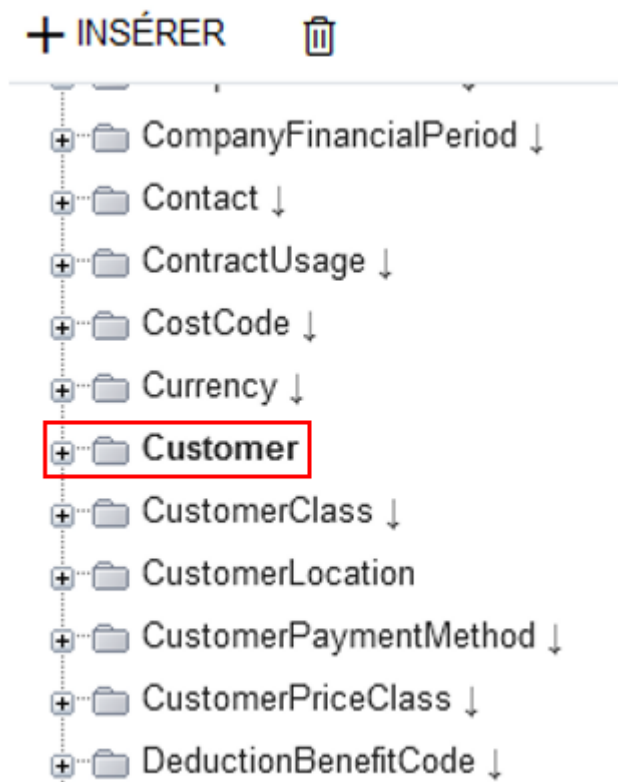 + INSÉRER
CompanyFinancialPeriod ↓
Contact ↓
ContractUsage ↓
CostCode ↓
Currency ↓
Customer
CustomerClass ↓
CustomerLocation
CustomerPaymentMethod ↓
CustomerPriceClass ↓
DeductionBenefitCode ↓